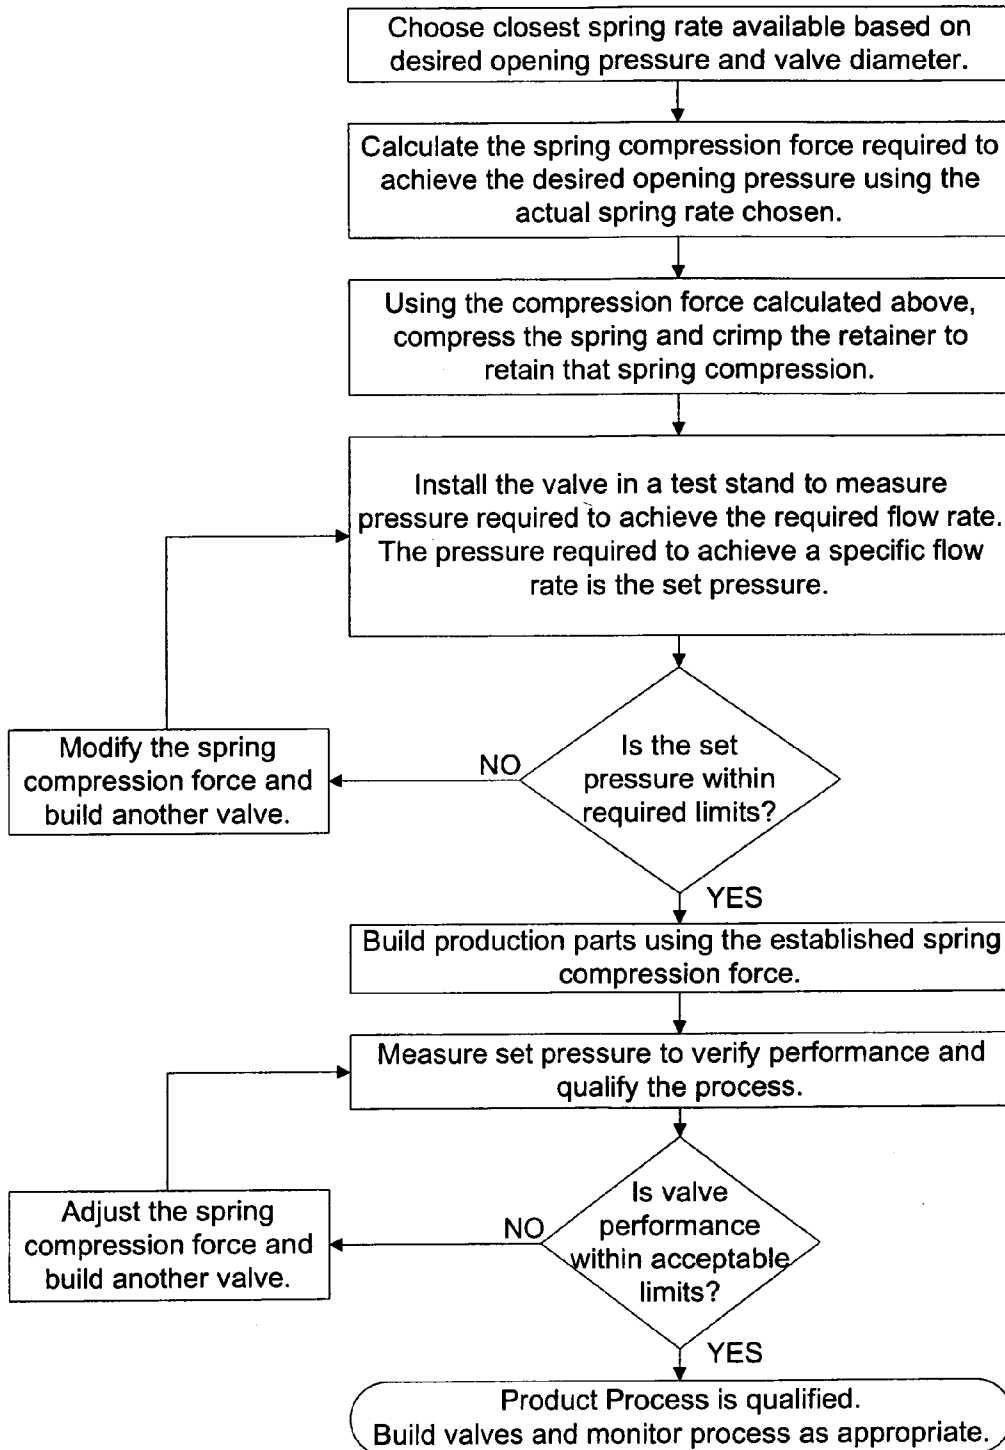 Choose closest spring rate available based on
desired opening pressure and valve diameter.
Calculate the spring compression force required to
achieve the desired opening pressure using the
actual spring rate chosen.
Using the compression force calculated above,
compress the spring and crimp the retainer to
retain that spring compression.
Install the valve in a test stand to measure
pressure required to achieve the required flow rate.
The pressure required to achieve a specific flow
rate is the set pressure.
Is the set
pressure within
required limits?
NO
Modify the spring
compression force and
build another valve.
YES
Build production parts using the established spring
compression force.
Measure set pressure to verify performance and
qualify the process.
Is valve
performance
within acceptable
limits?
NO
Adjust the spring
compression force and
build another valve.
YES
Product Process is qualified.
Build valves and monitor process as appropriate.